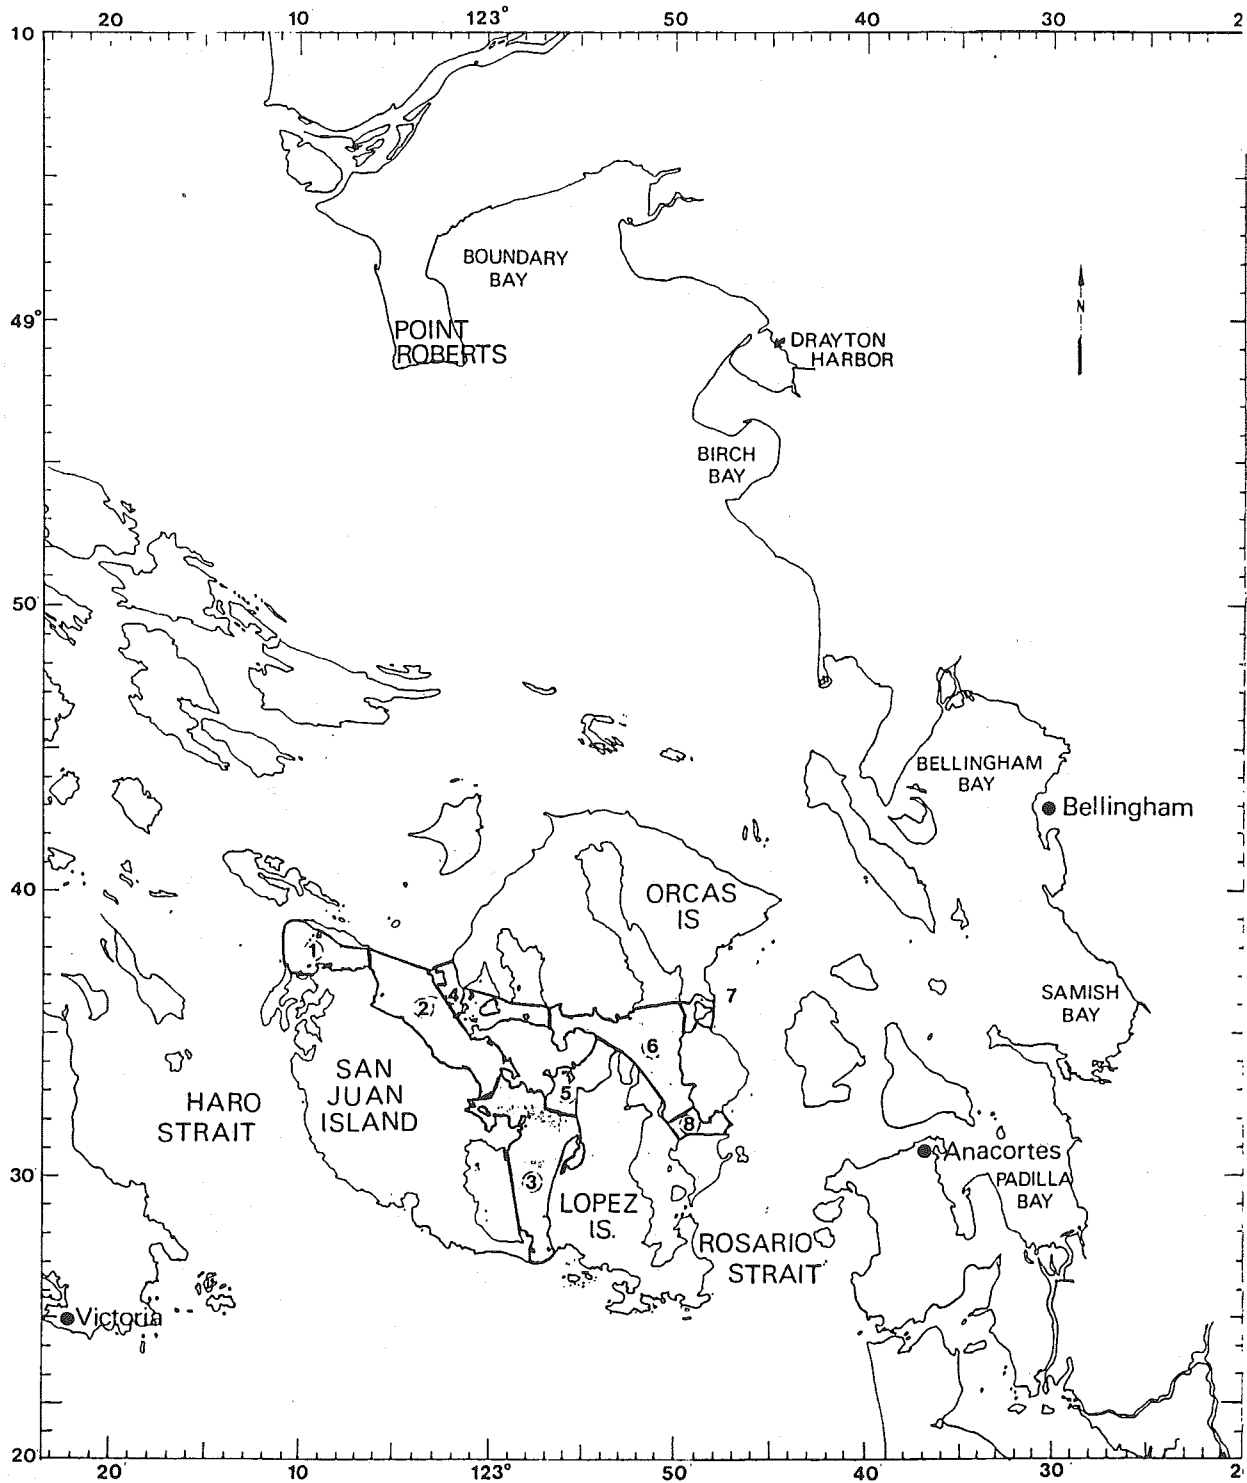 20 10 123° 50 40 30 2
10
BOUNDARY
BAY
N
49°
POINT
ROBERTS
DRAYTON
HARBOR
BIRCH
BAY
50'
BELLINGHAM
BAY
Bellingham
40
ORCAS
IS
1
7
4
2
SAMISH
BAY
6
SAN
JUAN
ISLAND
5
HARO
STRAIT
8
Anacortes
30
3
PADILLA
BAY
LOPEZ
IS.
ROSARIO
STRAIT
Victoria
20
20' 10 123° 50 40 30 2